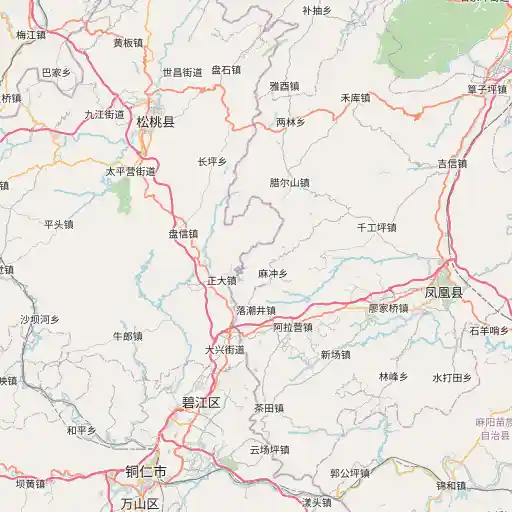 补抽乡
梅江镇
黄板镇
世昌街道
盘石镇
巴家乡
雅酉镇
篁子坪镇
禾库镇
九江街道
松桃县
两林乡
长坪乡
吉信镇
太平营街道
腊尔山镇
平头镇
盘信镇
千工坪镇
正大镇
麻冲乡
凤凰县
落潮井镇
廖家桥镇
沙坝河乡
阿拉营镇
石羊哨乡
牛郎镇
大兴街道
新场镇
林峰乡
水打田乡
碧江区
茶田镇
麻阳苗族
自治县
和平乡
云场坪镇
铜仁市
郭公坪镇
坝黄镇
锦和镇
万山区
漾头镇